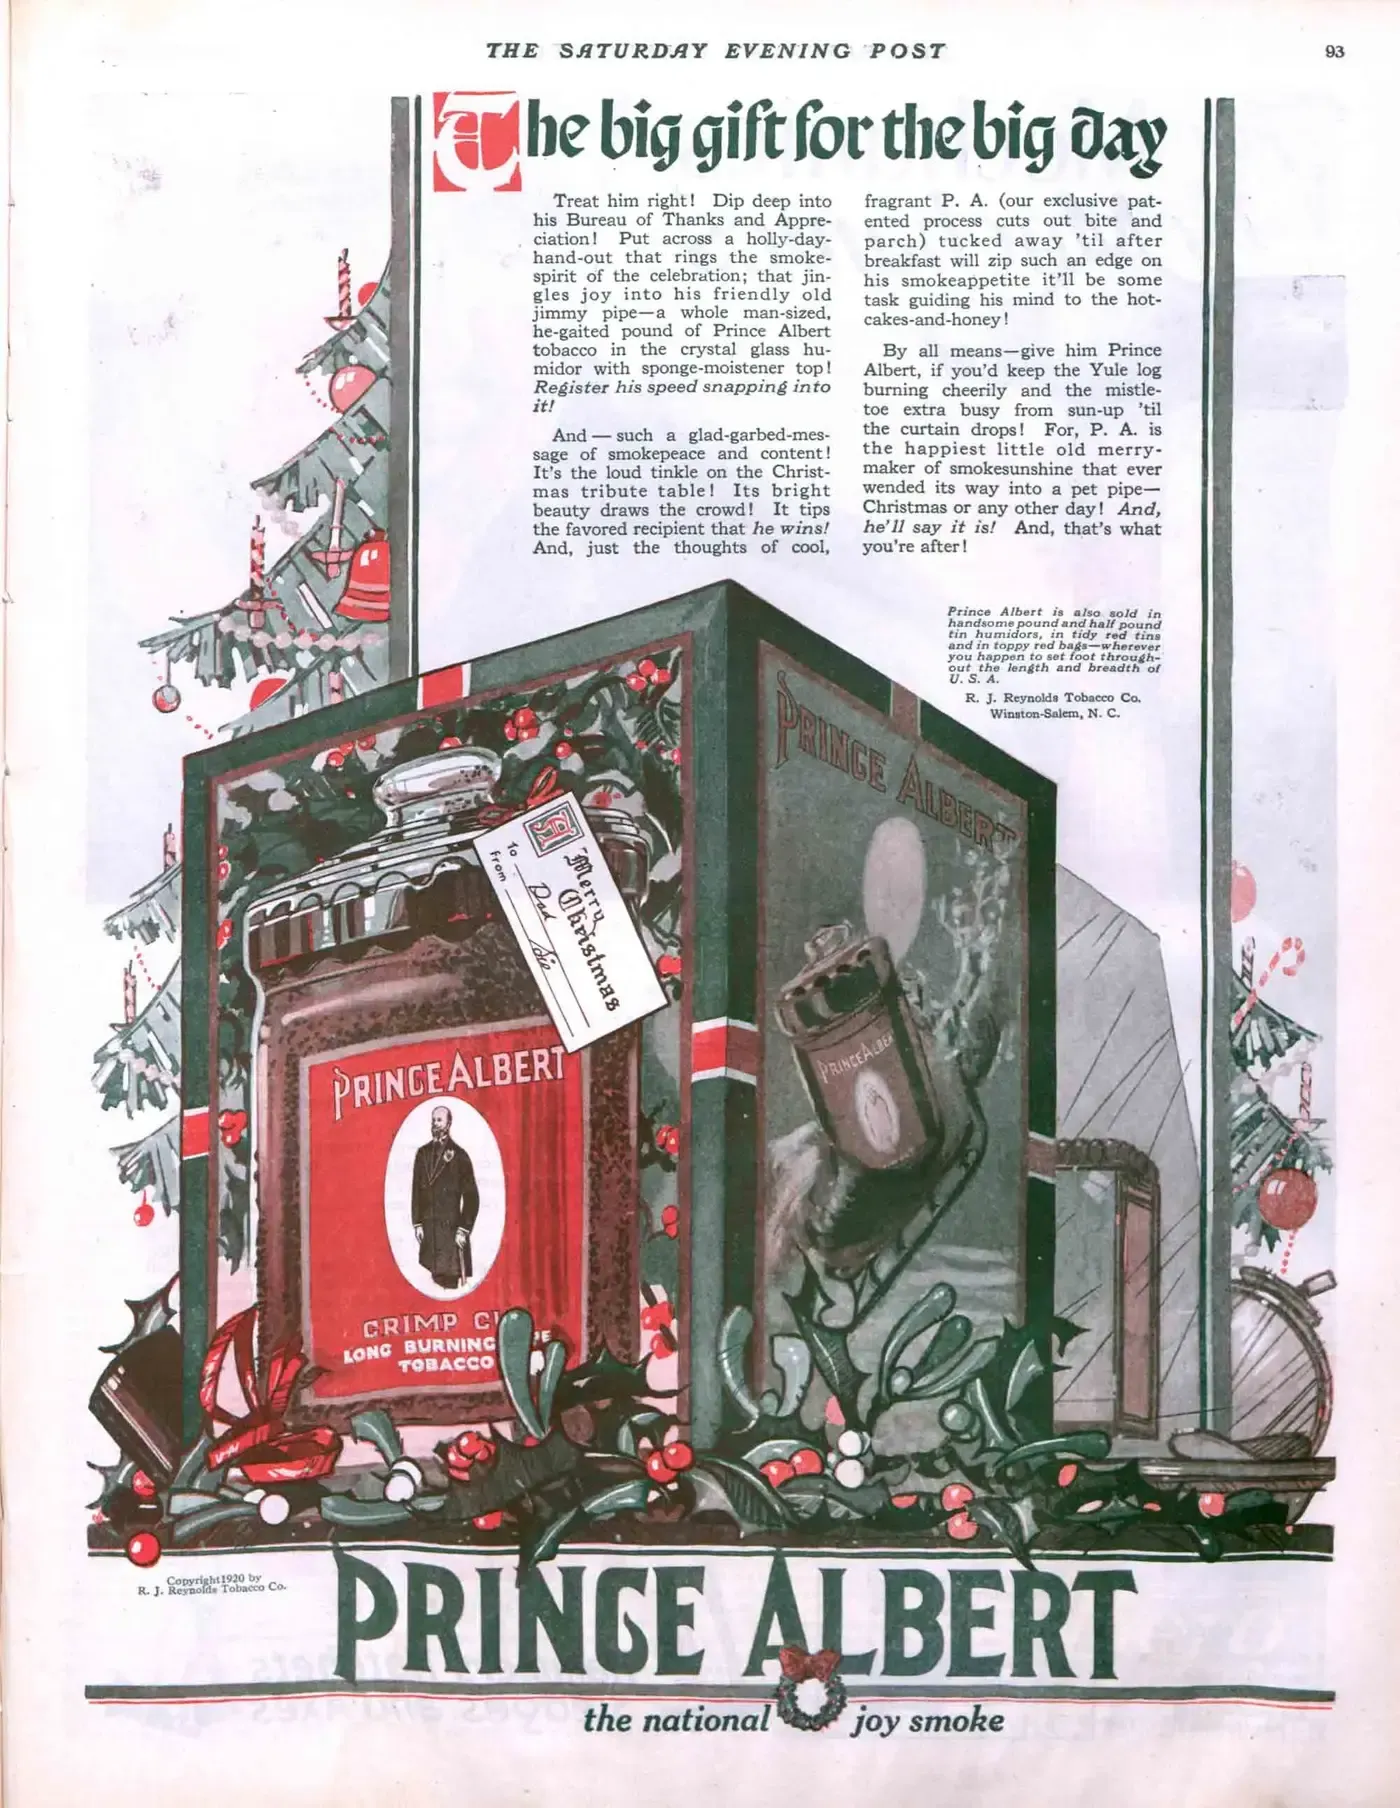 THE SATURDAY EVENING POST
93
The big gift for the big day
Treat him right! Dip deep into
his Bureau of Thanks and Appre-
ciation! Put across a holly-day-
hand-out that rings the smoke-
spirit of the celebration; that jin-
gles joy into his friendly old
jimmy pipe—a whole man-sized,
he-gaited pound of Prince Albert
tobacco in the crystal glass hu-
midor with sponge-moistener top!
Register his speed snapping into
it!
And — such a glad-garbed-mes-
sage of smokepeace and content!
It's the loud tinkle on the Christ-
mas tribute table! Its bright
beauty draws the crowd! It tips
the favored recipient that he wins!
And, just the thoughts of cool,
fragrant P. A. (our exclusive pat-
ented process cuts out bite and
parch) tucked away 'til after
breakfast will zip such an edge on
his smokeappetite it'll be some
task guiding his mind to the hot-
cakes-and-honey!
By all means—give him Prince
Albert, if you'd keep the Yule log
burning cheerily and the mistle-
toe extra busy from sun-up 'til
the curtain drops! For, P. A. is
the happiest little old merry-
maker of smokesunshine that ever
wended its way into a pet pipe—
Christmas or any other day! And,
he'll say it is! And, that's what
you're after!
Prince Albert is also sold in
handsome pound and half pound
tin humidors, in tidy red tins
and in toppy red bags—wherever
you happen to set foot through-
out the length and breadth of
U. S. A.
R. J. Reynolds Tobacco Co.
Winston-Salem, N. C.
PRINCE ALBERT
A
Merry
Christmas
to Dad
from
PRINCE ALBERT
PRINCE ALBERT
CRIMP CU
LONG BURNING PIPE
TOBACCO
Copyright 1920 by
R. J. Reynolds Tobacco Co.
PRINCE ALBERT
the national joy smoke